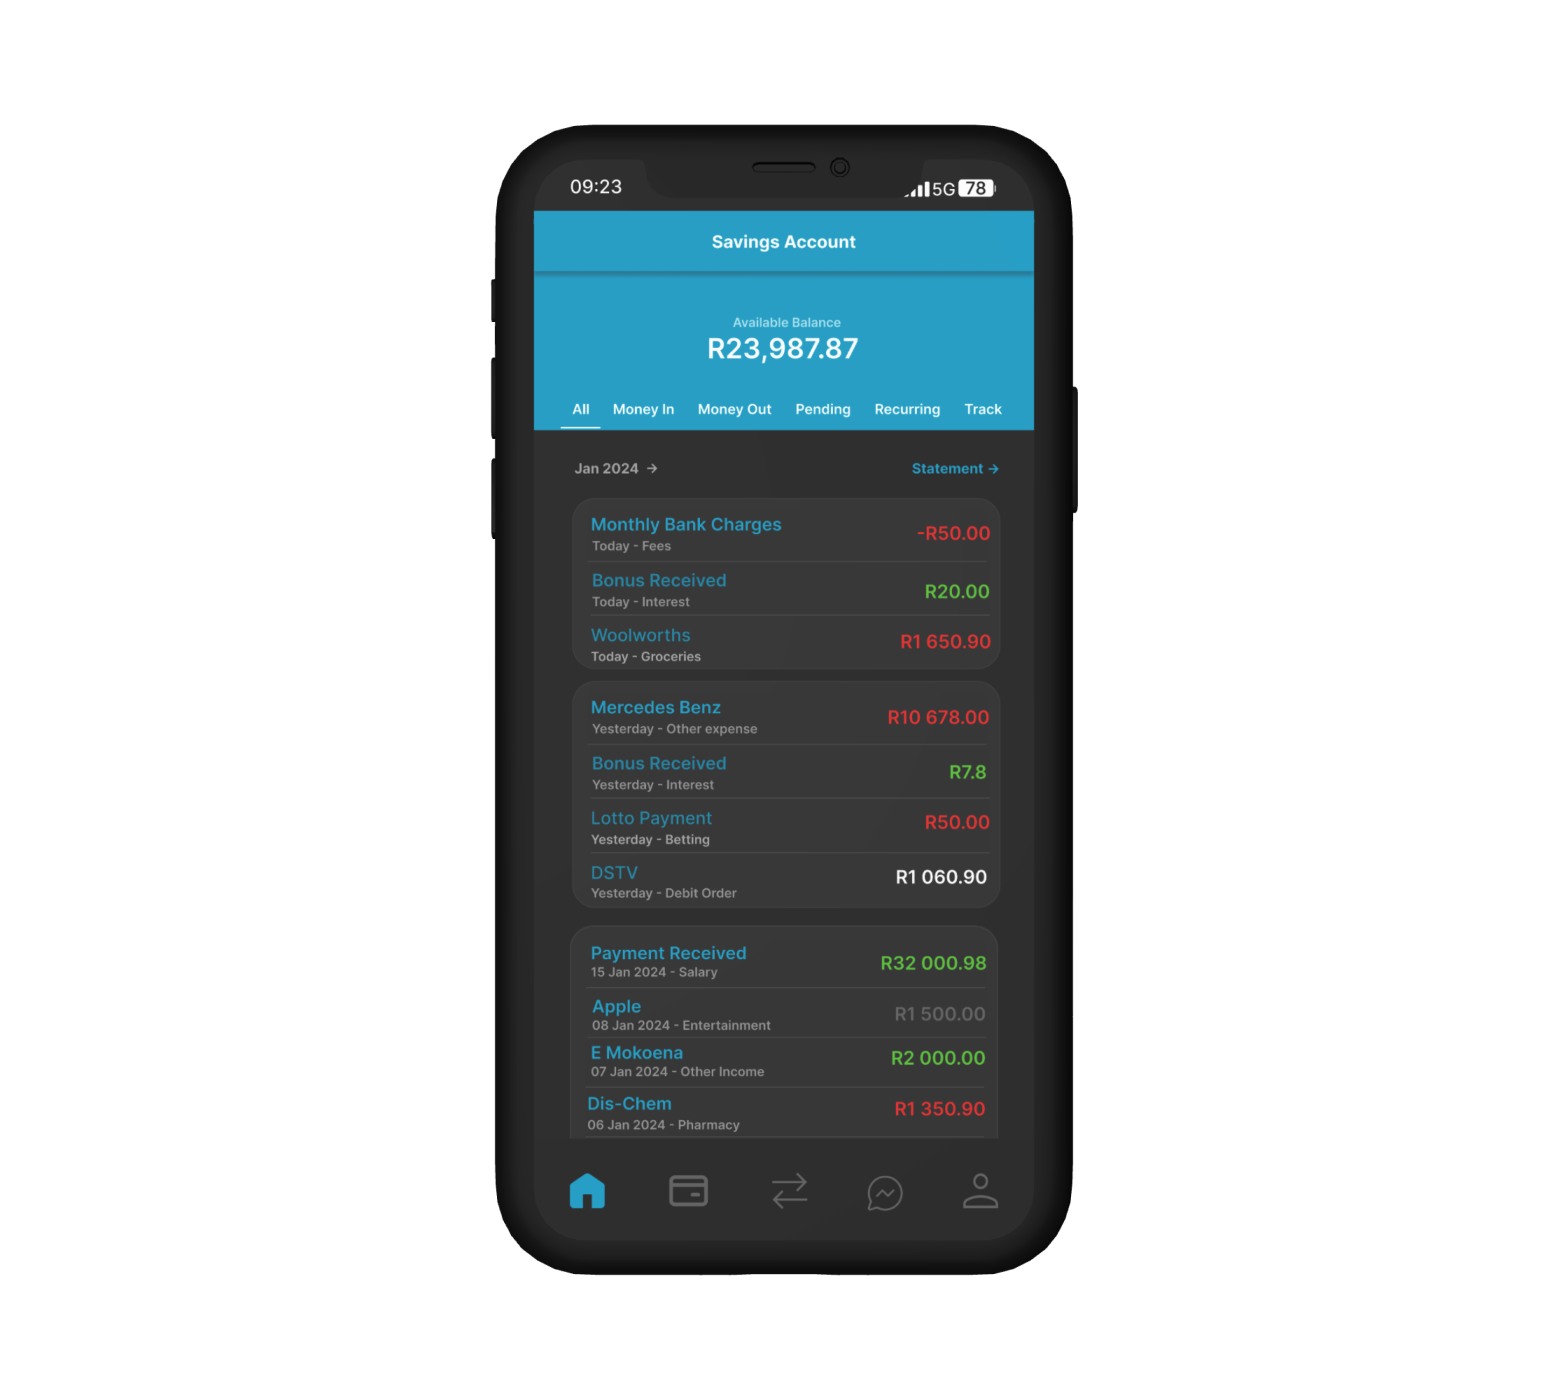 09:23
5G 78
Savings Account
Available Balance
R23,987.87
All Money In Money Out Pending Recurring Track
Jan 2024 →
Statement →
Monthly Bank Charges
-R50.00
Today - Fees
Bonus Received
R20.00
Today - Interest
Woolworths
R1 650.90
Today - Groceries
Mercedes Benz
R10 678.00
Yesterday - Other expense
Bonus Received
R7.8
Yesterday - Interest
Lotto Payment
R50.00
Yesterday - Betting
DSTV
R1 060.90
Yesterday - Debit Order
Payment Received
R32 000.98
15 Jan 2024 - Salary
Apple
R1 500.00
08 Jan 2024 - Entertainment
E Mokoena
R2 000.00
07 Jan 2024 - Other Income
Dis-Chem
R1 350.90
06 Jan 2024 - Pharmacy